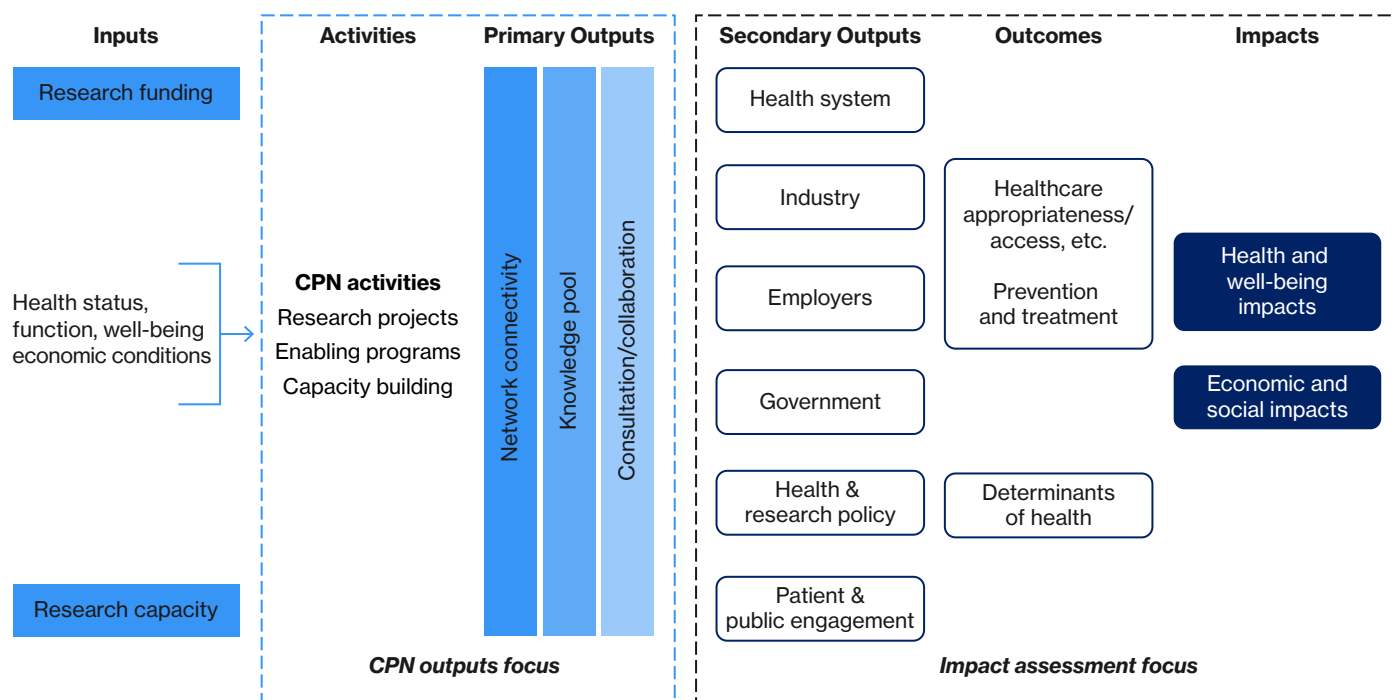 Inputs
Research funding
Health status,
function, well-being
economic conditions
Research capacity
Activities
CPN activities
Research projects
Enabling programs
Capacity building
Primary Outputs
Network connectivity
Knowledge pool
Consultation/collaboration
CPN outputs focus
Secondary Outputs
Health system
Industry
Employers
Government
Health &
research policy
Patient &
public engagement
Outcomes
Healthcare
appropriateness/
access, etc.
Prevention
and treatment
Determinants
of health
Impacts
Health and
well-being
impacts
Economic and
social impacts
Impact assessment focus